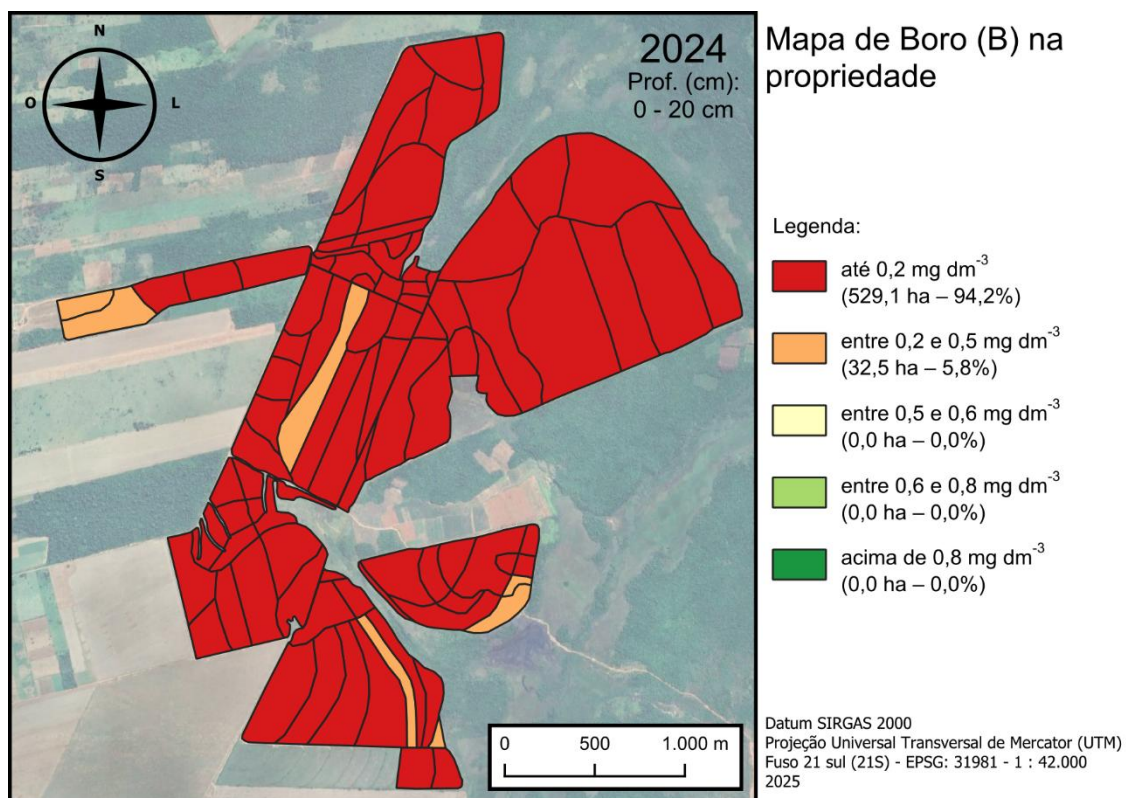 Mapa de Boro (B) na
propriedade
2024
Prof. (cm):
0 - 20 cm
N
O
L
S
Legenda:
até 0,2 mg dm⁻³
(529,1 ha – 94,2%)
entre 0,2 e 0,5 mg dm⁻³
(32,5 ha – 5,8%)
entre 0,5 e 0,6 mg dm⁻³
(0,0 ha – 0,0%)
entre 0,6 e 0,8 mg dm⁻³
(0,0 ha – 0,0%)
acima de 0,8 mg dm⁻³
(0,0 ha – 0,0%)
0 500 1.000 m
Datum SIRGAS 2000
Projeção Universal Transversal de Mercator (UTM)
Fuso 21 sul (21S) - EPSG: 31981 - 1 : 42.000
2025